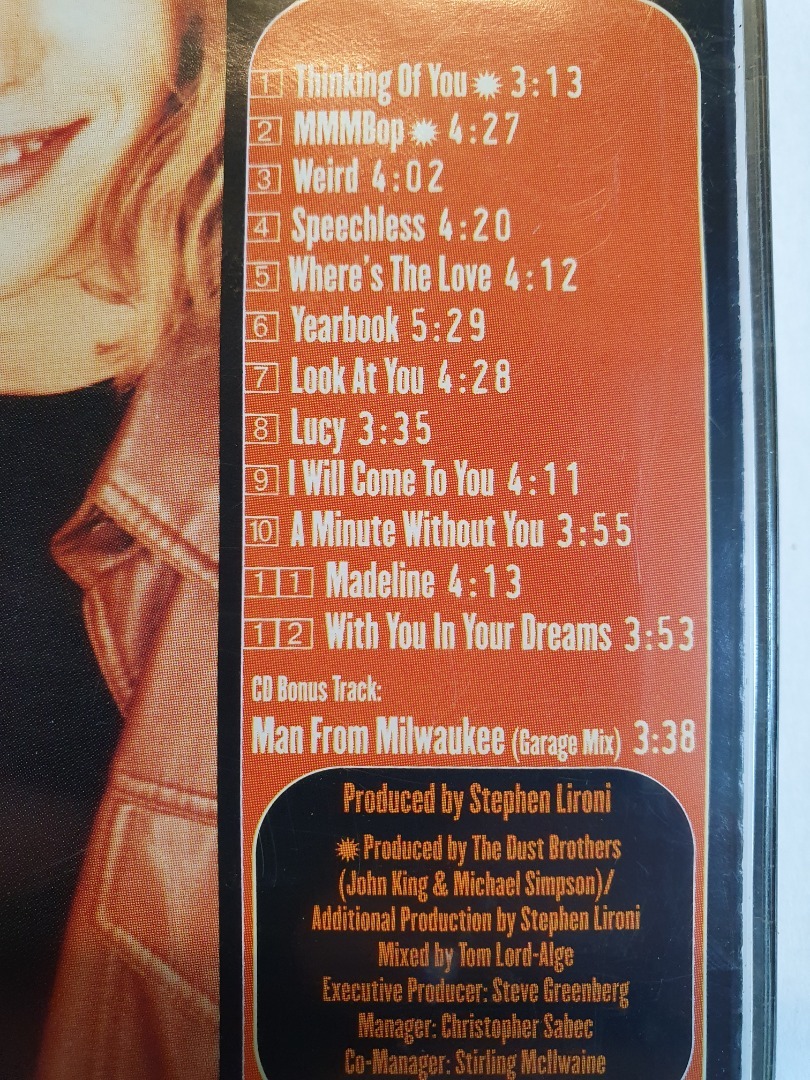 1 Thinking Of You ✹ 3:13
2 MMMBop ✹ 4:27
3 Weird 4:02
4 Speechless 4:20
5 Where's The Love 4:12
6 Yearbook 5:29
7 Look At You 4:28
8 Lucy 3:35
9 I Will Come To You 4:11
10 A Minute Without You 3:55
11 Madeline 4:13
12 With You In Your Dreams 3:53
CD Bonus Track:
Man From Milwaukee (Garage Mix) 3:38
Produced by Stephen Lironi
✹ Produced by The Dust Brothers
(John King & Michael Simpson)/
Additional Production by Stephen Lironi
Mixed by Tom Lord-Alge
Executive Producer: Steve Greenberg
Manager: Christopher Sabec
Co-Manager: Stirling McIlwaine